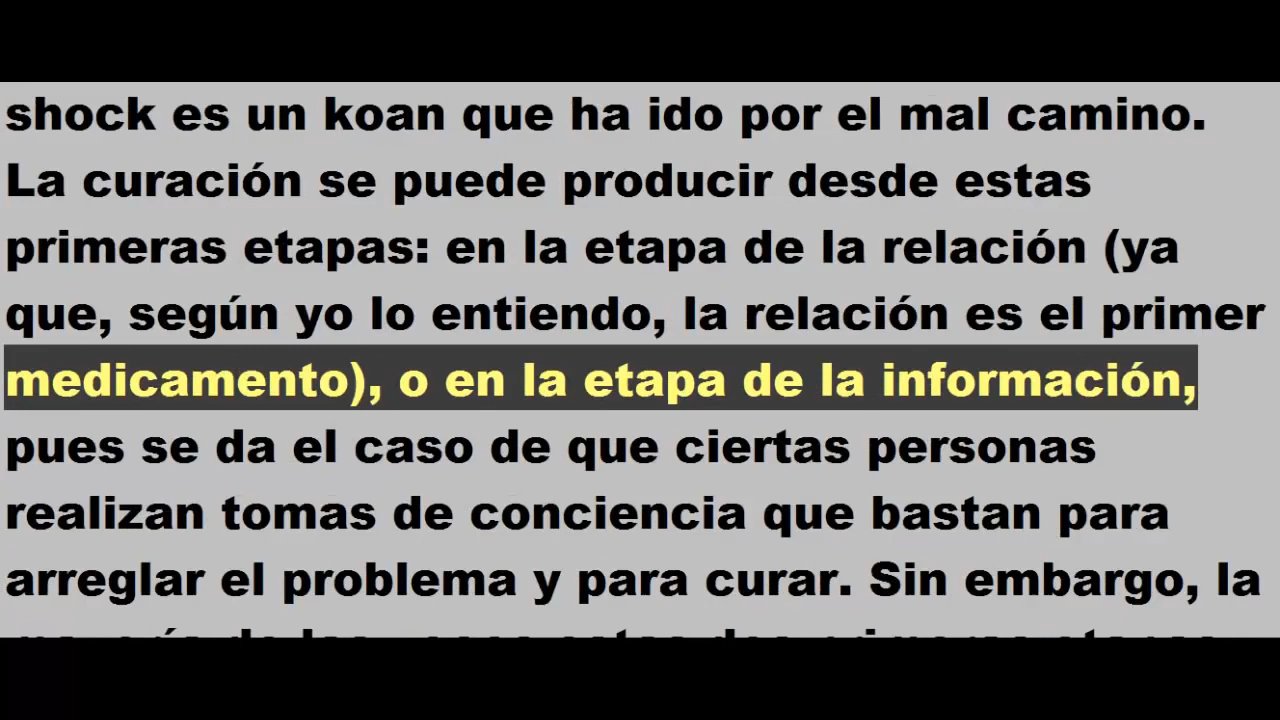 shock es un koan que ha ido por el mal camino.
La curación se puede producir desde estas
primeras etapas: en la etapa de la relación (ya
que, según yo lo entiendo, la relación es el primer
medicamento), o en la etapa de la información,
pues se da el caso de que ciertas personas
realizan tomas de conciencia que bastan para
arreglar el problema y para curar. Sin embargo, la